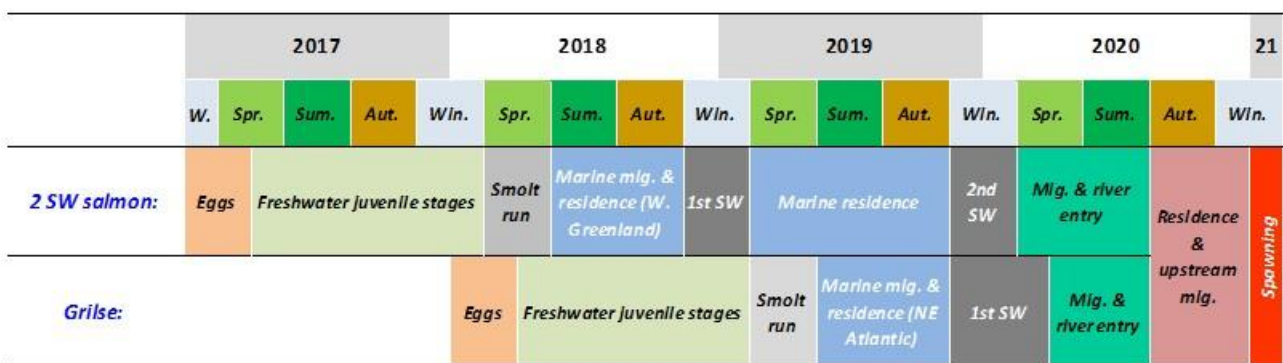 2017 2018 2019 2020 21
W. Spr. Sum. Aut. Win. Spr. Sum. Aut. Win. Spr. Sum. Aut. Win. Spr. Sum. Aut. Win.
2 SW salmon:
Eggs
Freshwater juvenile stages
Smolt
run
Marine mig. &
residence (W.
Greenland)
1st SW
Marine residence
2nd
SW
Mig. & river
entry
Residence
&
upstream
mig.
Spawning
Grilse:
Eggs
Freshwater juvenile stages
Smolt
run
Marine mig. &
residence (NE
Atlantic)
1st SW
Mig. &
river entry